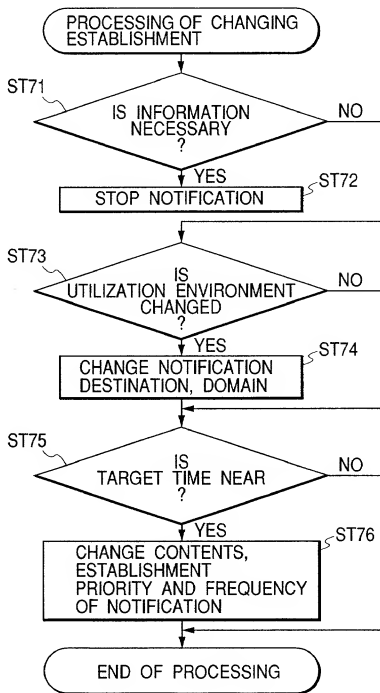 PROCESSING OF CHANGING
ESTABLISHMENT
ST71
IS INFORMATION
NECESSARY
?
NO
YES
STOP NOTIFICATION
ST72
ST73
IS
UTILIZATION ENVIRONMENT
CHANGED
?
NO
YES
CHANGE NOTIFICATION
DESTINATION, DOMAIN
ST74
ST75
IS
TARGET TIME NEAR
?
NO
YES
CHANGE CONTENTS,
ESTABLISHMENT
PRIORITY AND FREQUENCY
OF NOTIFICATION
ST76
END OF PROCESSING